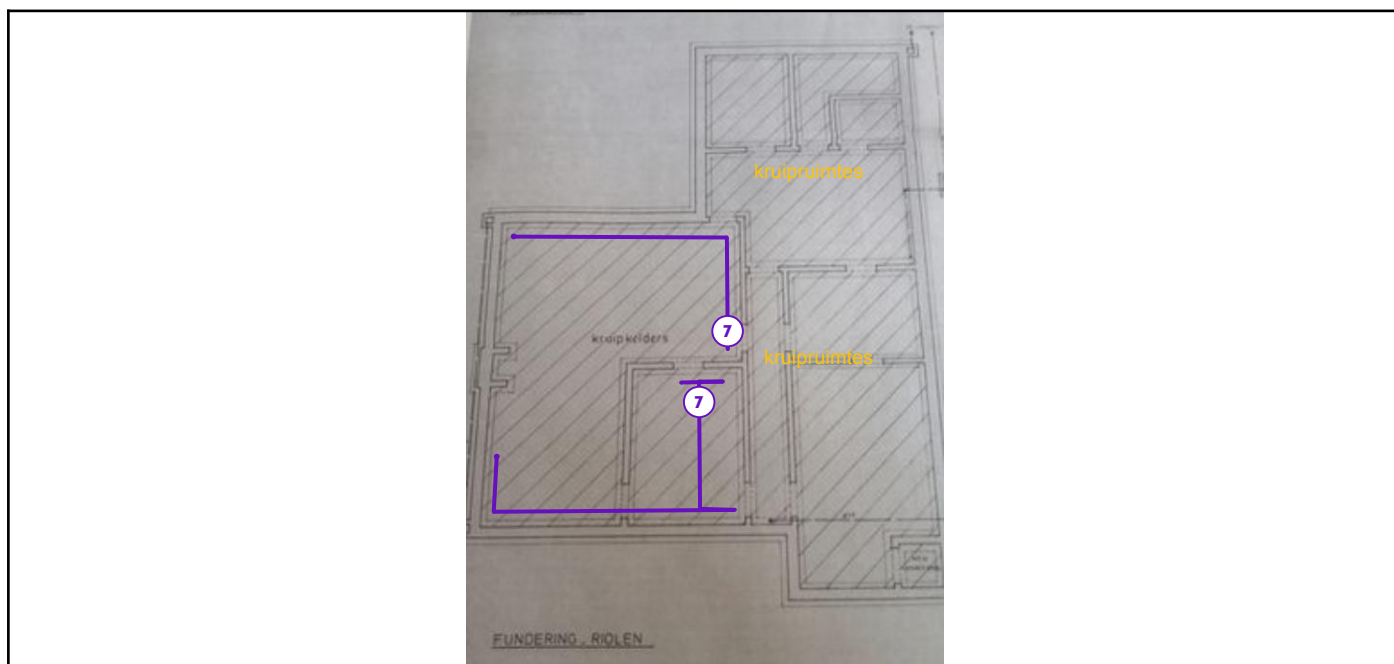 kruipruimtes
kruipkelders
7
kruipruimtes
7
FUNDERING - RIOLEN